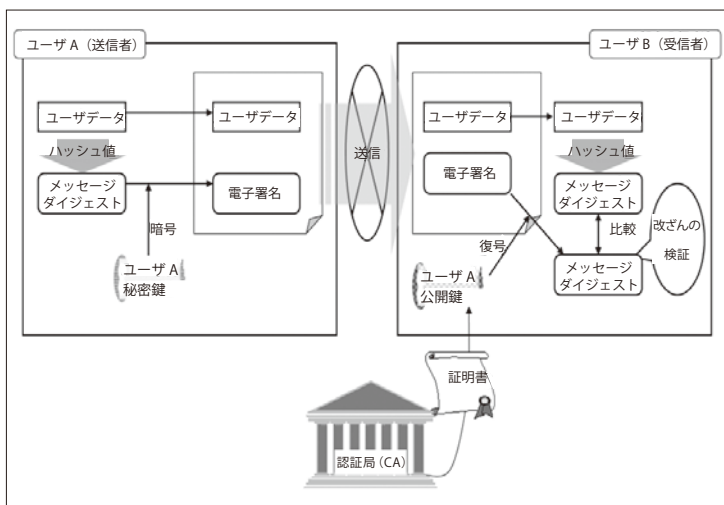 ユーザ A（送信者）
ユーザデータ
ユーザデータ
ハッシュ値
メッセージ
ダイジェスト
電子署名
暗号
ユーザ A
秘密鍵
送信
ユーザ B（受信者）
ユーザデータ
ユーザデータ
ハッシュ値
電子署名
メッセージ
ダイジェスト
比較
改ざんの
検証
復号
メッセージ
ダイジェスト
ユーザ A
公開鍵
証明書
認証局（CA）